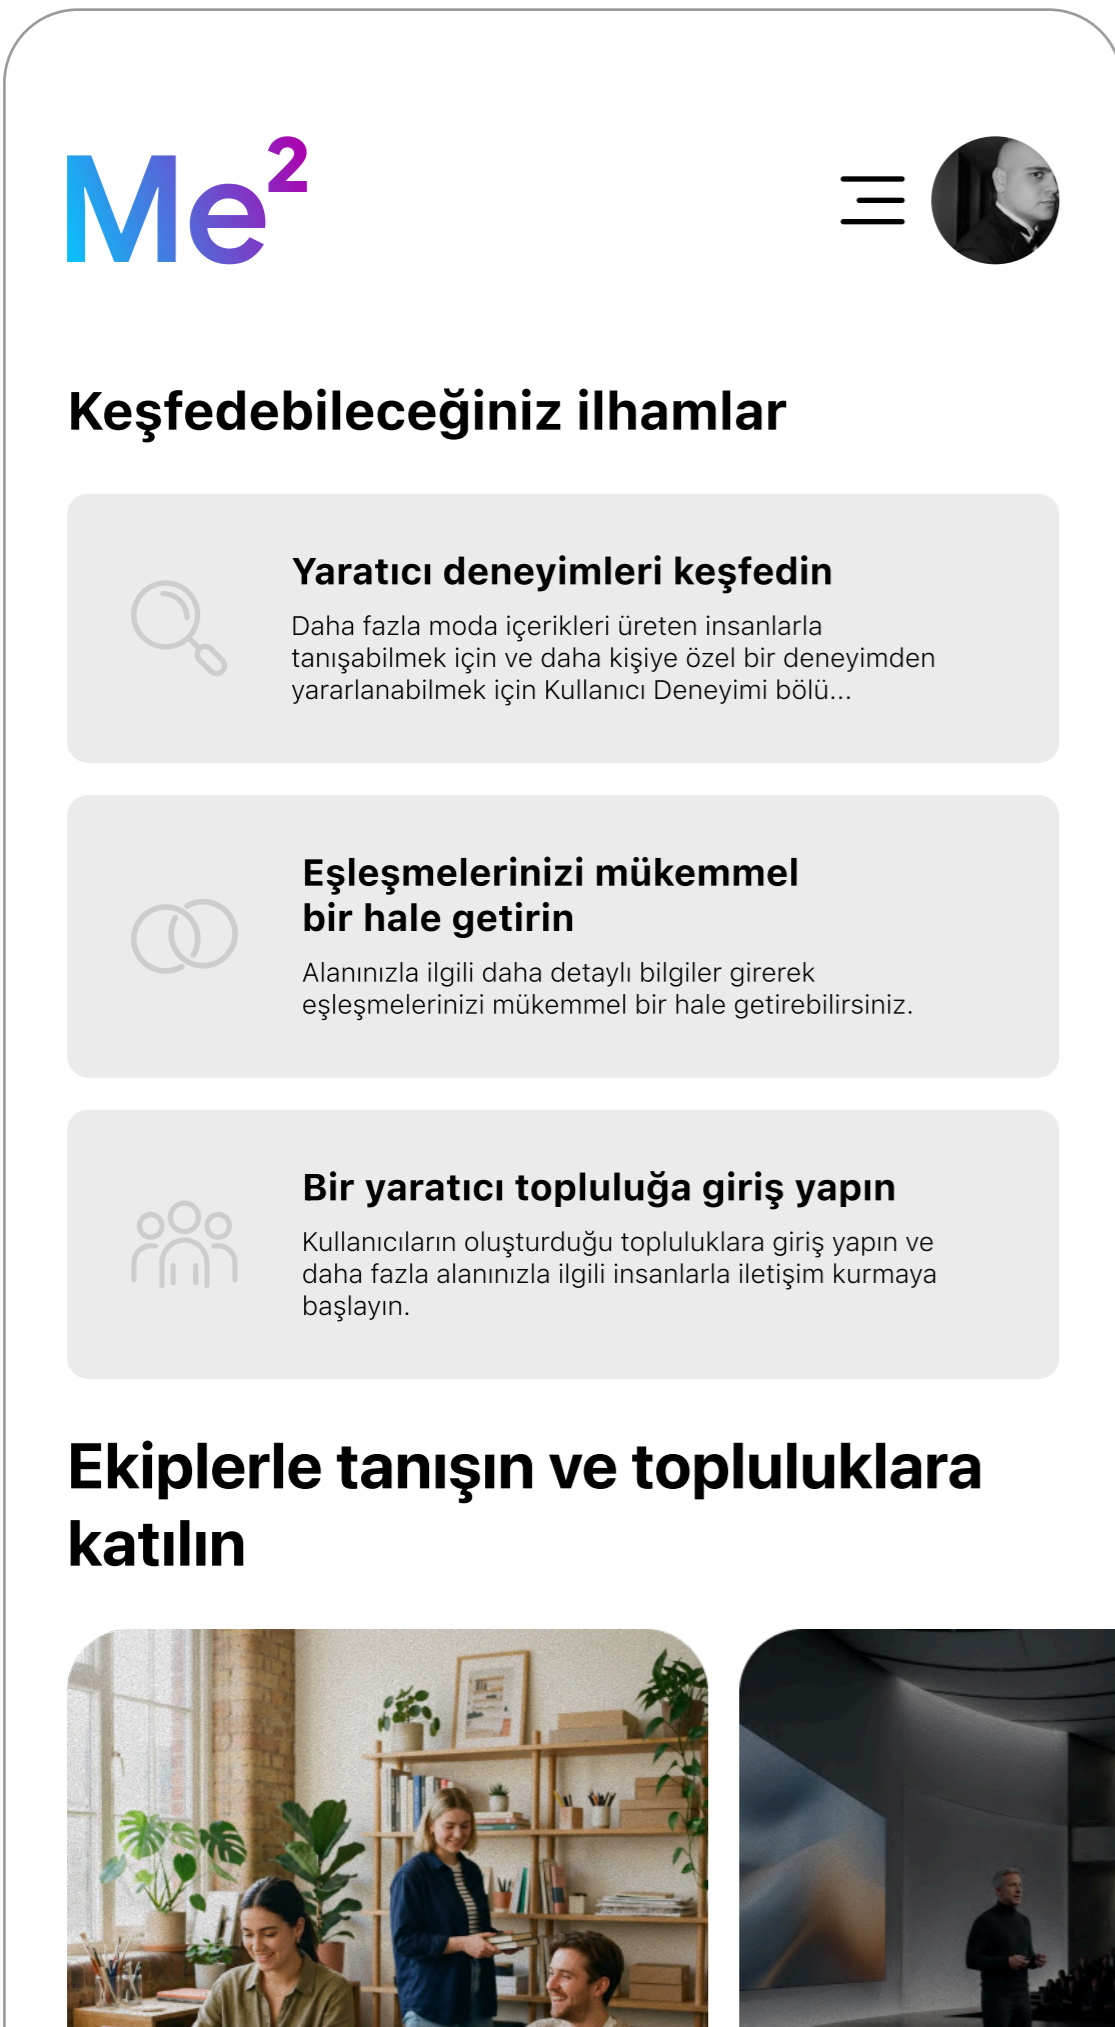 Me²
Keşfedebileceğiniz ilhamlar
Yaratıcı deneyimleri keşfedin
Daha fazla moda içerikleri üreten insanlarla
tanışabilmek için ve daha kişiye özel bir deneyimden
yararlanabilmek için Kullanıcı Deneyimi bölü...
Eşleşmelerinizi mükemmel
bir hale getirin
Alanınızla ilgili daha detaylı bilgiler girerek
eşleşmelerinizi mükemmel bir hale getirebilirsiniz.
Bir yaratıcı topluluğa giriş yapın
Kullanıcıların oluşturduğu topluluklara giriş yapın ve
daha fazla alanınızla ilgili insanlarla iletişim kurmaya
başlayın.
Ekiplerle tanışın ve topluluklara
katılın